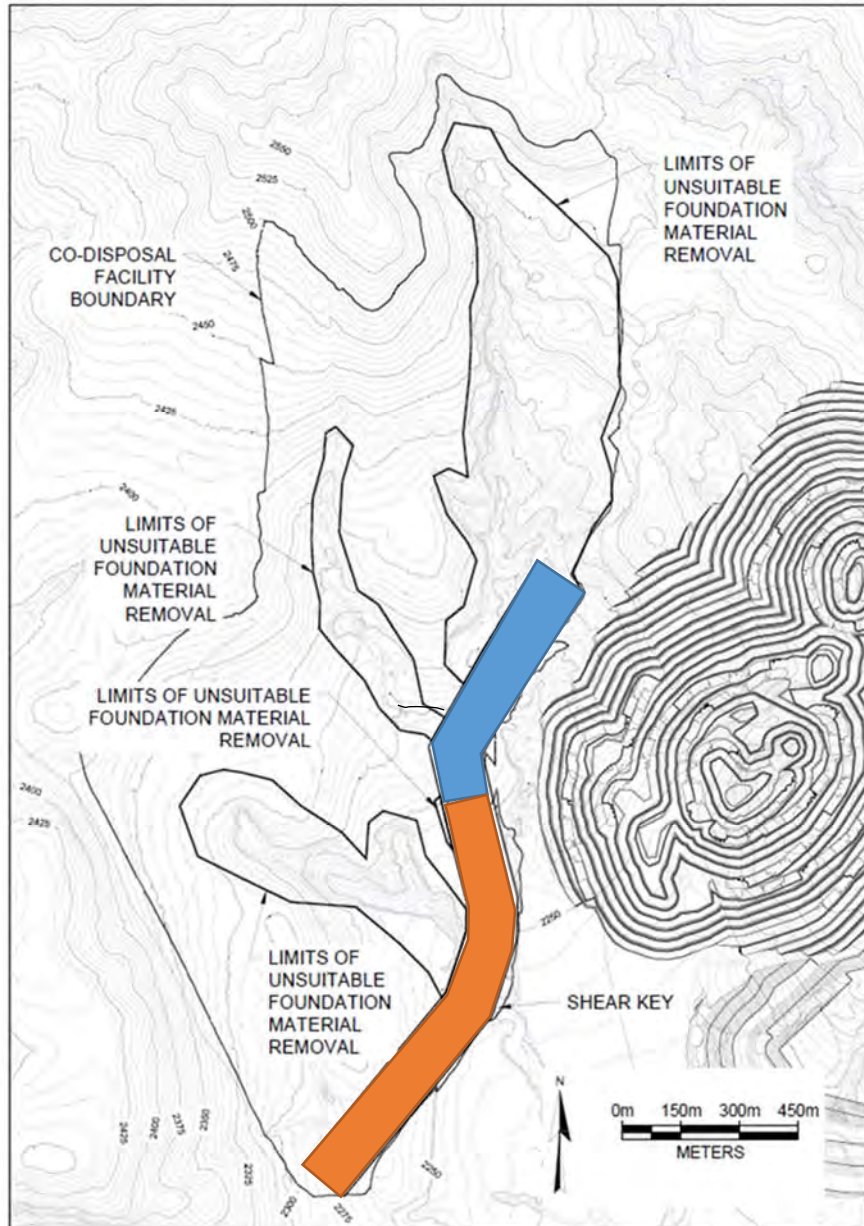 2550
2525
2500
2475
2450
2425
2400
LIMITS OF
UNSUITABLE
FOUNDATION
MATERIAL
REMOVAL
CO-DISPOSAL
FACILITY
BOUNDARY
LIMITS OF
UNSUITABLE
FOUNDATION
MATERIAL
REMOVAL
LIMITS OF UNSUITABLE
FOUNDATION MATERIAL
REMOVAL
2400
2425
2250
LIMITS OF
UNSUITABLE
FOUNDATION
MATERIAL
REMOVAL
SHEAR KEY
N
0m 150m 300m 450m
METERS
2425
2400
2375
2350
2325
2300
2275
2250